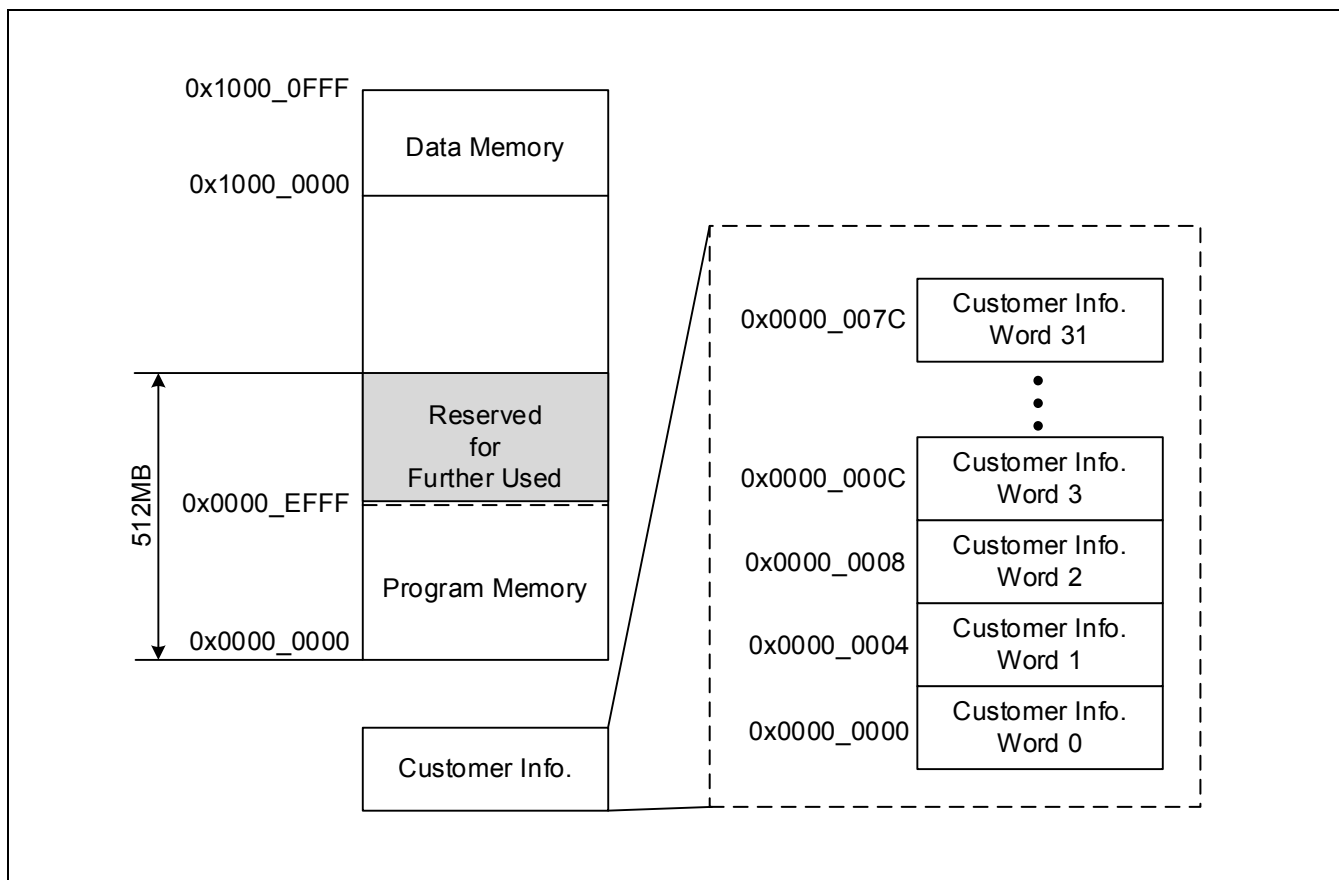 0x1000_0FFF
Data Memory
0x1000_0000
Reserved
for
Further Used
512MB
0x0000_EFFF
Program Memory
0x0000_0000
Customer Info.
0x0000_007C
Customer Info.
Word 31
0x0000_000C
Customer Info.
Word 3
0x0000_0008
Customer Info.
Word 2
0x0000_0004
Customer Info.
Word 1
0x0000_0000
Customer Info.
Word 0